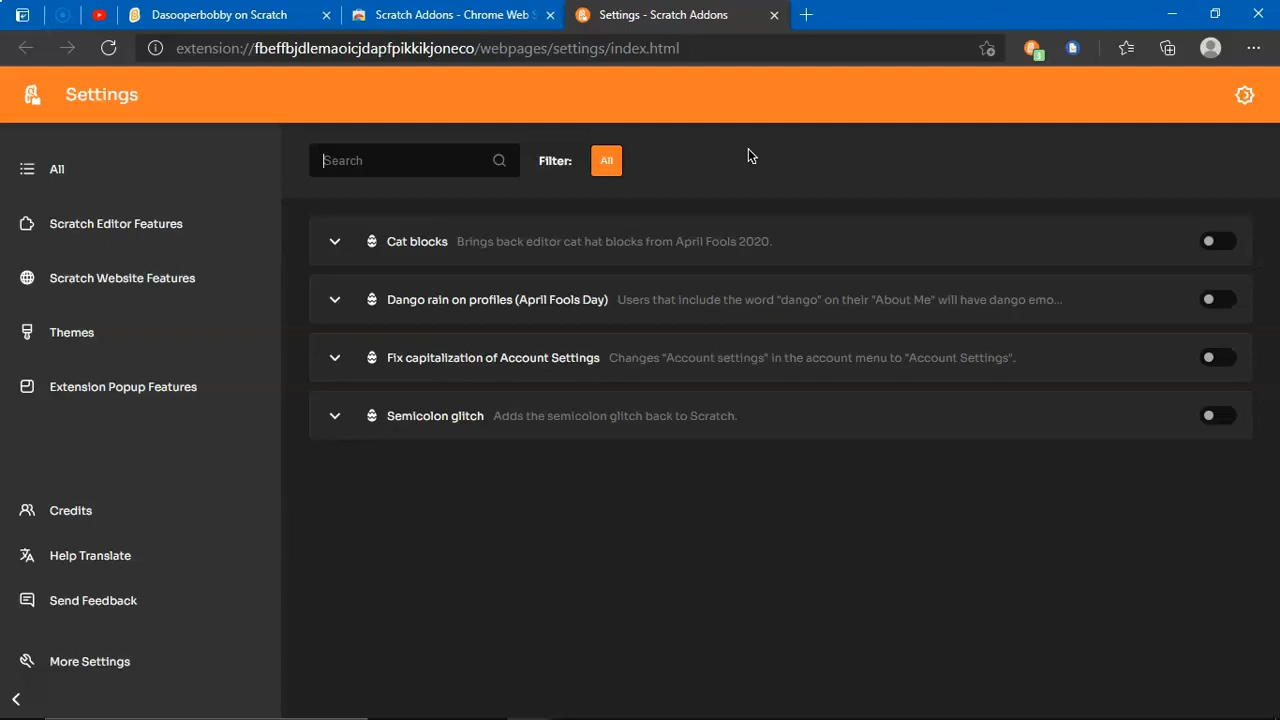 Dasooperbobby on Scratch
Scratch Addons - Chrome Web S
Settings - Scratch Addons
extension://fbeffbjdlemaoicjdapfpikkikjoneco/webpages/settings/index.html
3
Settings
All
Scratch Editor Features
Scratch Website Features
Themes
Extension Popup Features
Credits
Help Translate
Send Feedback
More Settings
Search
Filter:
All
Cat blocks Brings back editor cat hat blocks from April Fools 2020.
Dango rain on profiles (April Fools Day) Users that include the word "dango" on their "About Me" will have dango emo...
Fix capitalization of Account Settings Changes "Account settings" in the account menu to "Account Settings".
Semicolon glitch Adds the semicolon glitch back to Scratch.